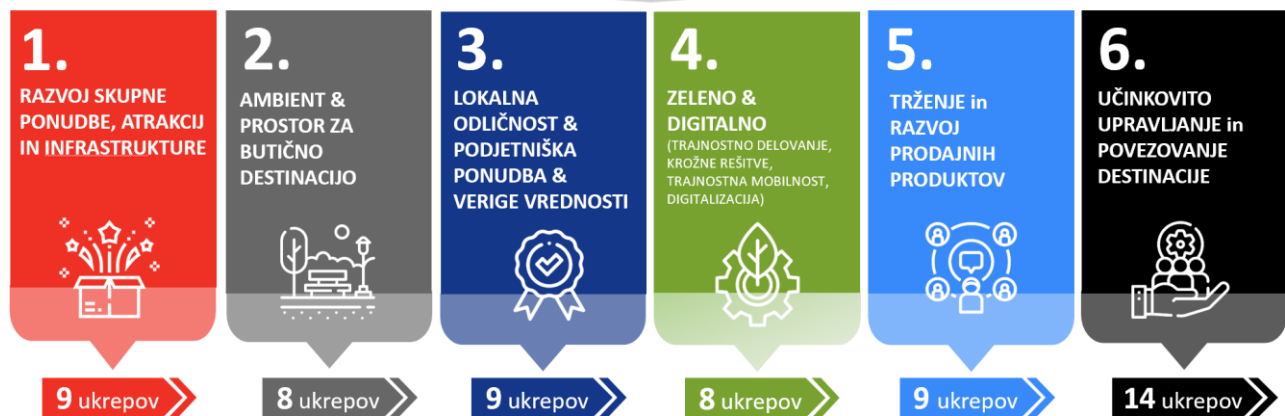 1.
RAZVOJ SKUPNE
PONUDBE, ATRAKCIJ
IN INFRASTRUKTURE
9 ukrepov
2.
AMBIENT &
PROSTOR ZA
BUTIČNO
DESTINACIJO
8 ukrepov
3.
LOKALNA
ODLIČNOST &
PODJETNIŠKA
PONUDBA &
VERIGE VREDNOSTI
9 ukrepov
4.
ZELENO &
DIGITALNO
(TRAJNOSTNO DELOVANJE,
KROŽNE REŠITVE,
TRAJNOSTNA MOBILNOST,
DIGITALIZACIJA)
8 ukrepov
5.
TRŽENJE in
RAZVOJ
PRODAJNIH
PRODUKTOV
9 ukrepov
6.
UČINKOVITO
UPRAVLJANJE in
POVEZOVANJE
DESTINACIJE
14 ukrepov